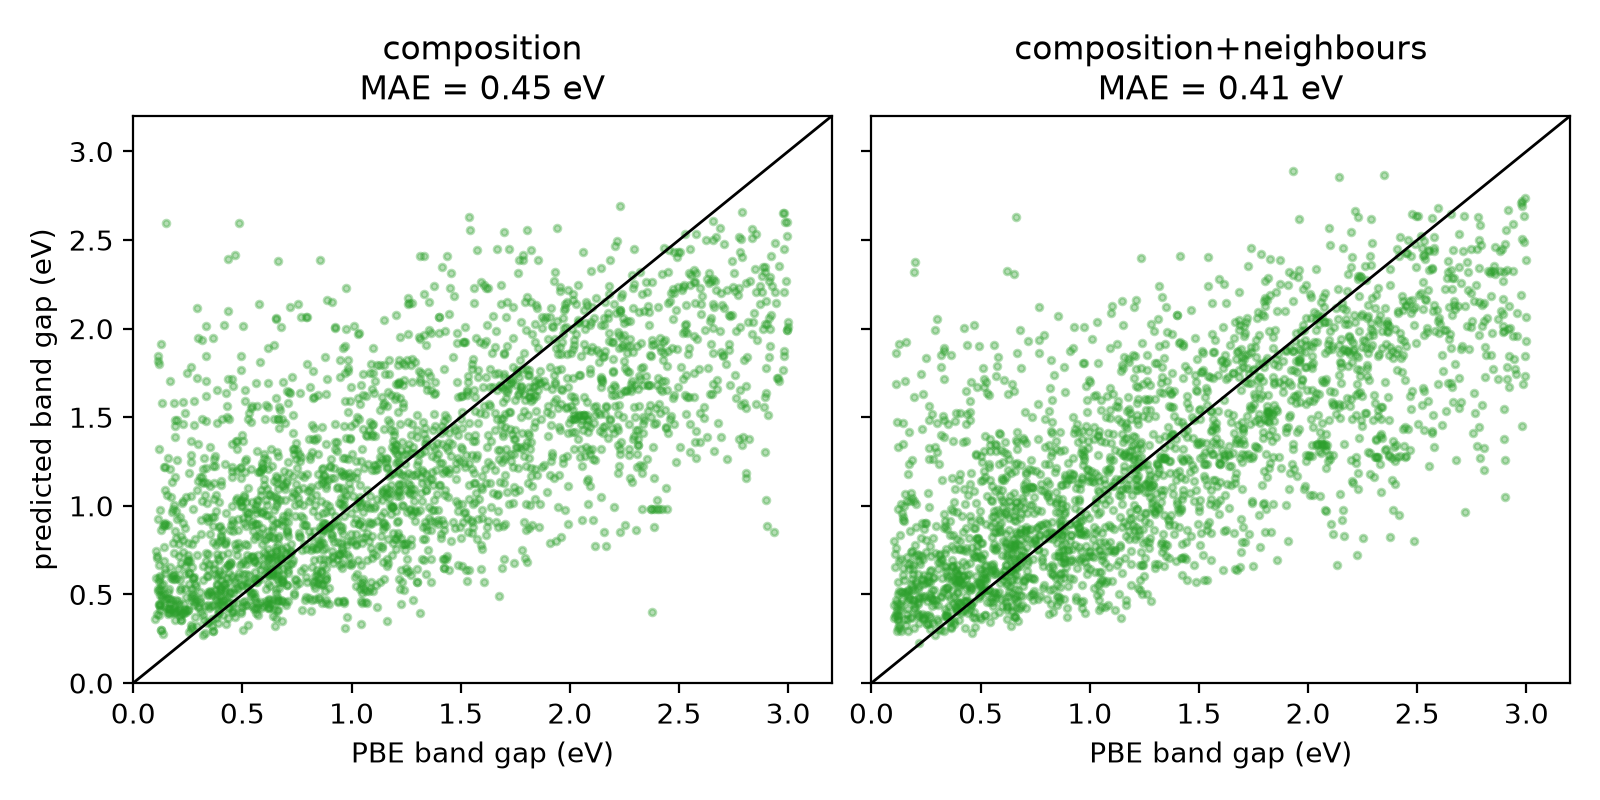 composition
MAE = 0.45 eV
composition+neighbours
MAE = 0.41 eV
predicted band gap (eV)
3.0
2.5
2.0
1.5
1.0
0.5
0.0
0.0 0.5 1.0 1.5 2.0 2.5 3.0
PBE band gap (eV)
0.0 0.5 1.0 1.5 2.0 2.5 3.0
PBE band gap (eV)